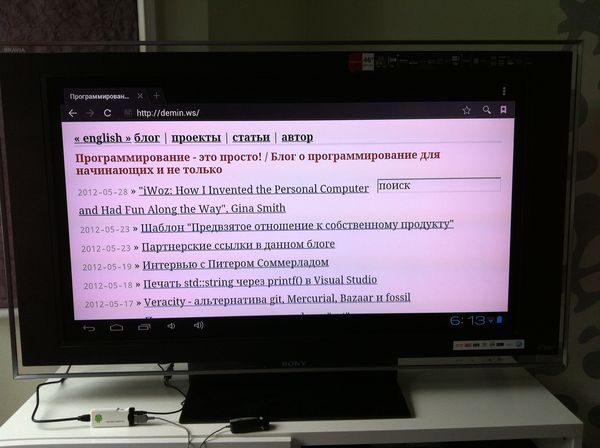 BRAVIA
46"
Программирован...
http://demin.ws/
« english » блог | проекты | статьи | автор
Программирование - это просто! / Блог о программирование для
начинающих и не только
поиск
2012-05-28 » "iWoz: How I Invented the Personal Computer
and Had Fun Along the Way", Gina Smith
2012-05-23 » Шаблон "Предвзятое отношение к собственному продукту"
2012-05-23 » Партнерские ссылки в данном блоге
2012-05-19 » Интервью с Питером Соммерладом
2012-05-18 » Печать std::string через printf() в Visual Studio
2012-05-17 » Veracity - альтернатива git, Mercurial, Bazaar и fossil
6:13
SONY